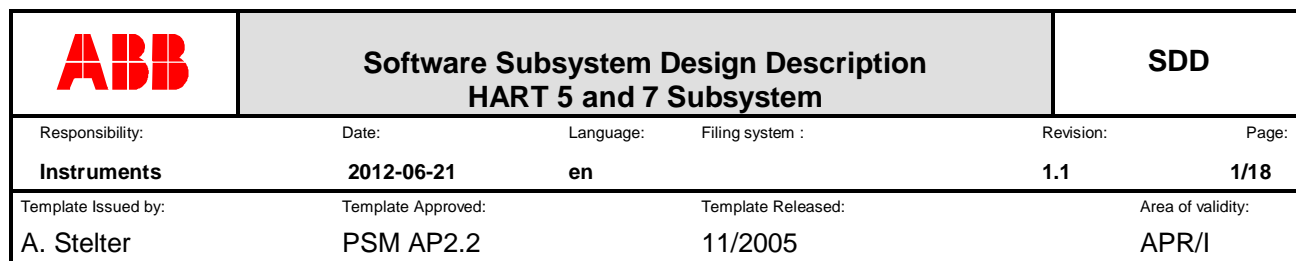 ABB
Software Subsystem Design Description
HART 5 and 7 Subsystem
SDD
Responsibility: Date: Language: Filing system : Revision: Page:
Instruments 2012-06-21 en 1.1 1/18
Template Issued by: Template Approved: Template Released: Area of validity:
A. Stelter PSM AP2.2 11/2005 APR/I